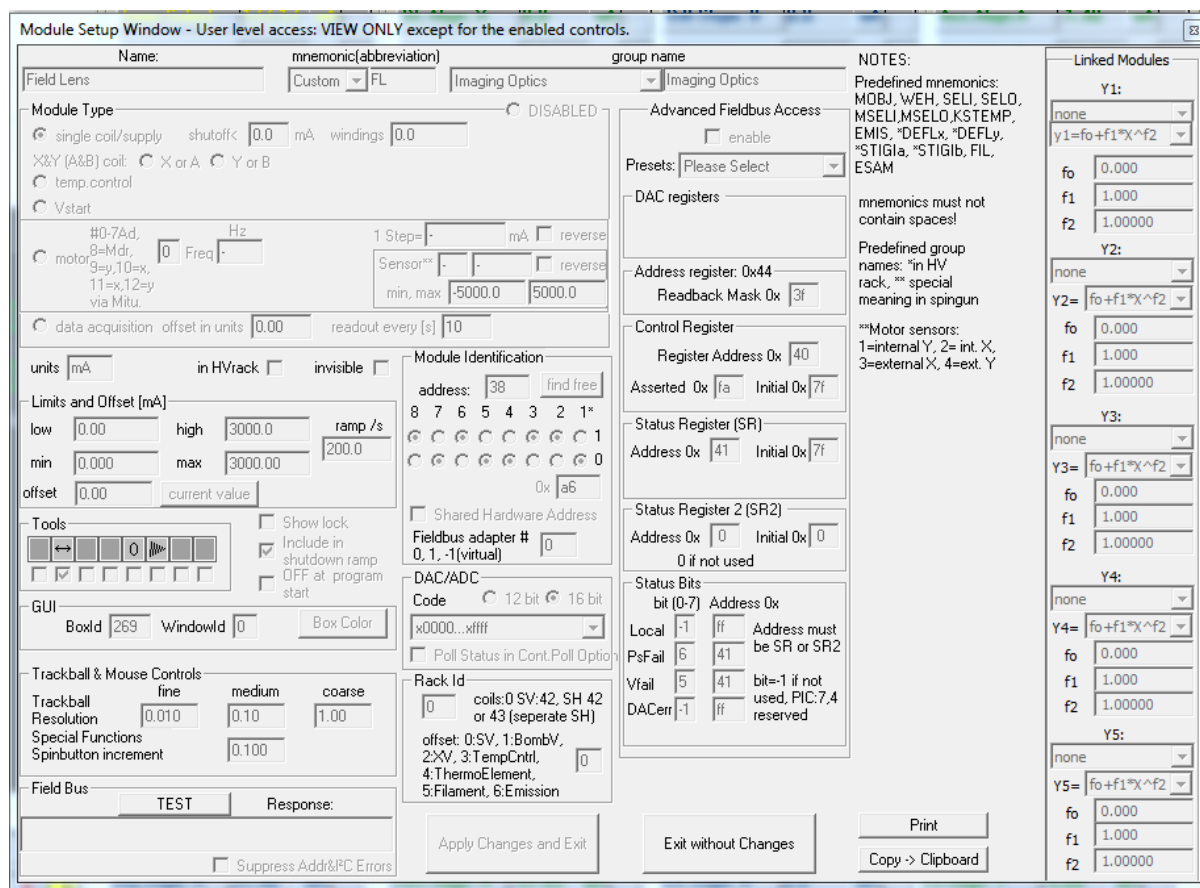 Module Setup Window - User level access: VIEW ONLY except for the enabled controls.
Name: mnemonic(abbreviation) group name
Field Lens Custom FL Imaging Optics Imaging Optics
Module Type DISABLED
single coil/supply shutoff< 0.0 mA windings 0.0
X&Y (A&B) coil: X or A Y or B
temp.control
Vstart
motor #0-7Ad,
8=Mdr,
9=y,10=x,
11=x,12=y
via Mitu.
0 Hz
Freq -
1 Step= - mA reverse
Sensor** - - reverse
min, max -5000.0 5000.0
data acquisition offset in units 0.00 readout every [s] 10
units mA in HVrack invisible
Limits and Offset [mA]
low 0.00 high 3000.0 ramp /s
200.0
min 0.000 max 3000.00
offset 0.00 current value
Tools
0
Show lock
Include in
shutdown ramp
OFF at program
start
GUI
BoxId 269 WindowId 0 Box Color
Trackball & Mouse Controls
fine medium coarse
Trackball
Resolution 0.010 0.10 1.00
Special Functions
Spinbutton increment 0.100
Field Bus
TEST Response:
Suppress Addr&I²C Errors
Module Identification
address: 38 find free
8 7 6 5 4 3 2 1*
1
0
0x a6
Shared Hardware Address
Fieldbus adapter #
0, 1, -1(virtual) 0
DAC/ADC
Code 12 bit 16 bit
x0000...xffff
Poll Status in Cont.Poll Option
Rack Id
0 coils:0 SV:42, SH 42
or 43 (seperate SH)
offset: 0:SV, 1:BombV,
2:XV, 3:TempCntrl,
4:ThermoElement,
5:Filament, 6:Emission
0
Apply Changes and Exit
Advanced Fieldbus Access
enable
Presets: Please Select
DAC registers
Address register: 0x44
Readback Mask 0x 3f
Control Register
Register Address 0x 40
Asserted 0x fa Initial 0x 7f
Status Register (SR)
Address 0x 41 Initial 0x 7f
Status Register 2 (SR2)
Address 0x 0 Initial 0x 0
0 if not used
Status Bits
bit (0-7) Address 0x
Local -1 ff
PsFail 6 41
Vfail 5 41
DACerr -1 ff
Address must
be SR or SR2
bit=-1 if not
used, PIC:7,4
reserved
Exit without Changes
NOTES:
Predefined mnemonics:
MOBJ, WEH, SELI, SELO,
MSELI,MSELO,KSTEMP,
EMIS, *DEFLx, *DEFLy,
*STIGIa, *STIGIb, FIL,
ESAM
mnemonics must not
contain spaces!
Predefined group
names: *in HV
rack, ** special
meaning in spingun
**Motor sensors:
1=internal Y, 2= int. X,
3=external X, 4=ext. Y
Print
Copy -> Clipboard
Linked Modules
Y1:
none
y1=fo+f1*X^f2
fo 0.000
f1 1.000
f2 1.00000
Y2:
none
Y2= fo+f1*X^f2
fo 0.000
f1 1.000
f2 1.00000
Y3:
none
Y3= fo+f1*X^f2
fo 0.000
f1 1.000
f2 1.00000
Y4:
none
Y4= fo+f1*X^f2
fo 0.000
f1 1.000
f2 1.00000
Y5:
none
Y5= fo+f1*X^f2
fo 0.000
f1 1.000
f2 1.00000